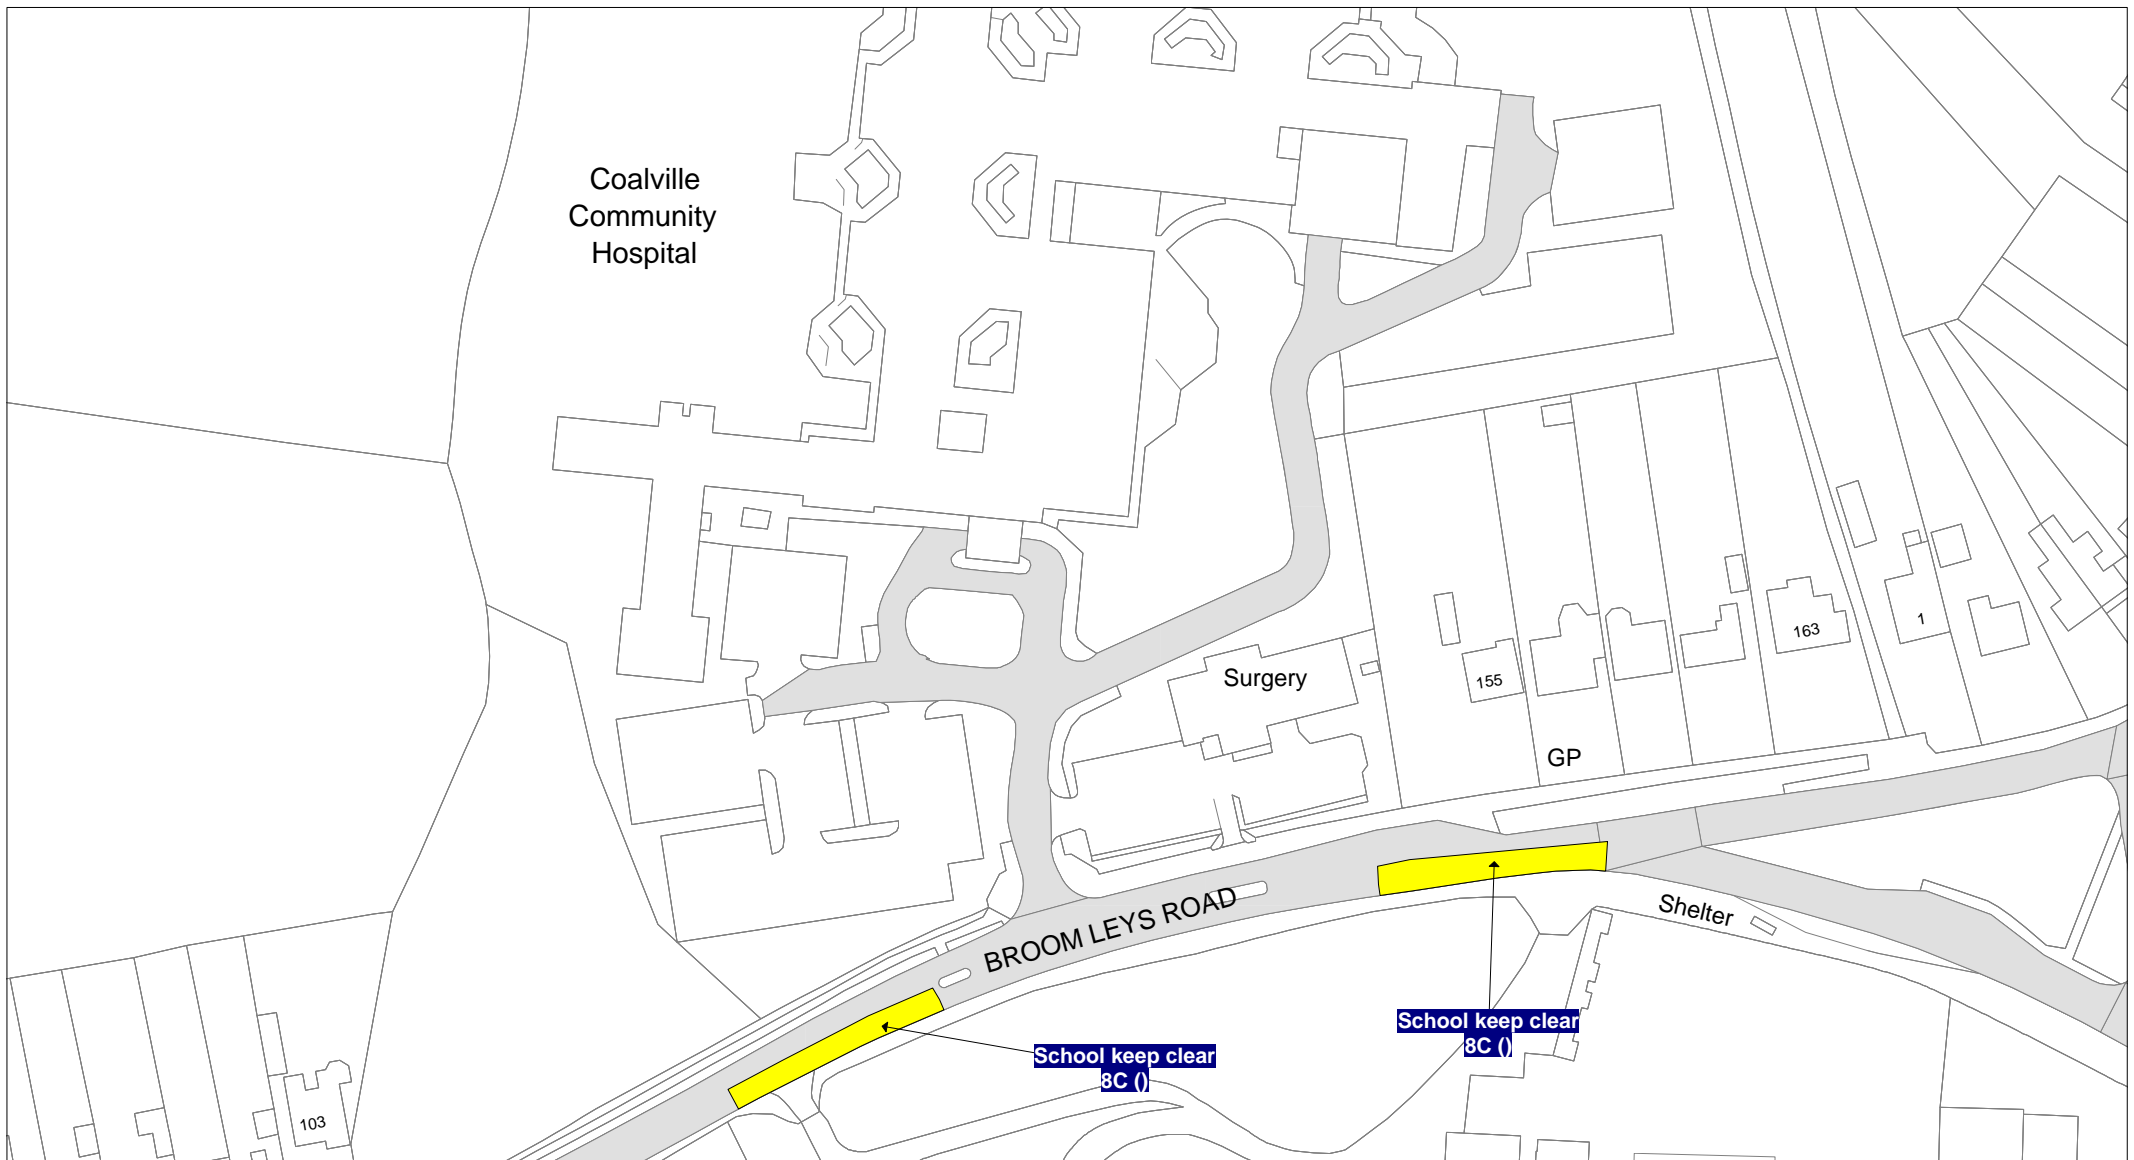 Coalville
Community
Hospital
Surgery
155
163
1
GP
BROOM LEYS ROAD
Shelter
School keep clear
8C ()
School keep clear
8C ()
103